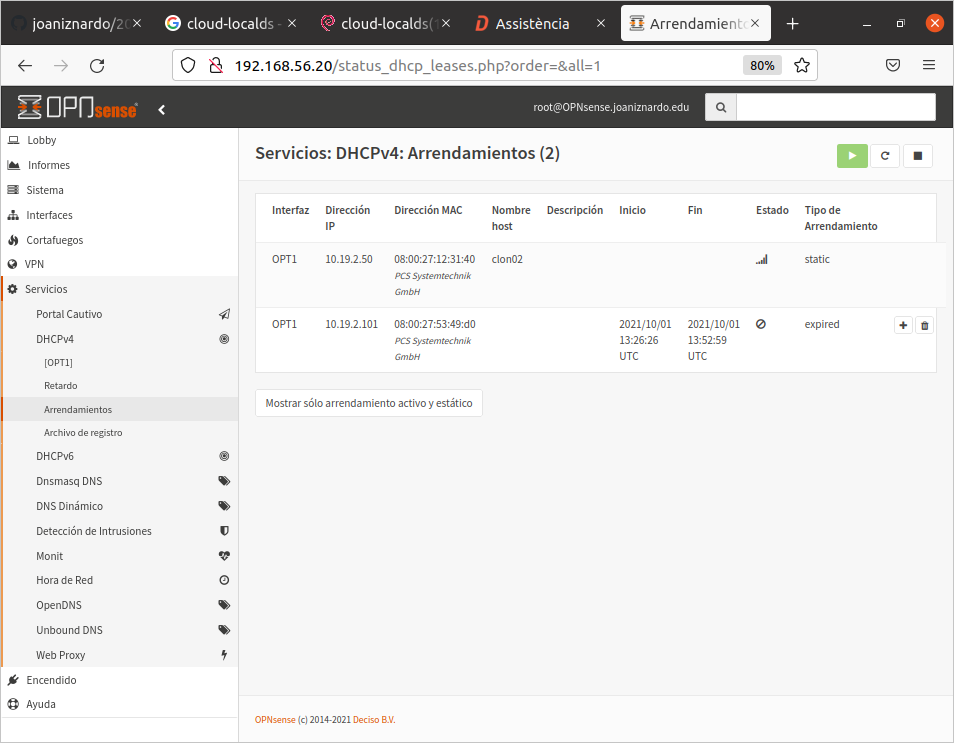 joaniznardo/20
cloud-localds -
cloud-localds(1
Assistència
Arrendamiento
192.168.56.20/status_dhcp_leases.php?order=&all=1
80%
OPNsense
root@OPNsense.joaniznardo.edu
Lobby
Informes
Sistema
Interfaces
Cortafuegos
VPN
Servicios
Portal Cautivo
DHCPv4
[OPT1]
Retardo
Arrendamientos
Archivo de registro
DHCPv6
Dnsmasq DNS
DNS Dinámico
Detección de Intrusiones
Monit
Hora de Red
OpenDNS
Unbound DNS
Web Proxy
Encendido
Ayuda
Servicios: DHCPv4: Arrendamientos (2)
Interfaz Dirección IP Dirección MAC Nombre host Descripción Inicio Fin Estado Tipo de Arrendamiento
OPT1 10.19.2.50 08:00:27:12:31:40 clon02 static
PCS Systemtechnik
GmbH
OPT1 10.19.2.101 08:00:27:53:49:d0 2021/10/01 2021/10/01 expired
PCS Systemtechnik 13:26:26 13:52:59
GmbH UTC UTC
Mostrar sólo arrendamiento activo y estático
OPNsense (c) 2014-2021 Deciso B.V.